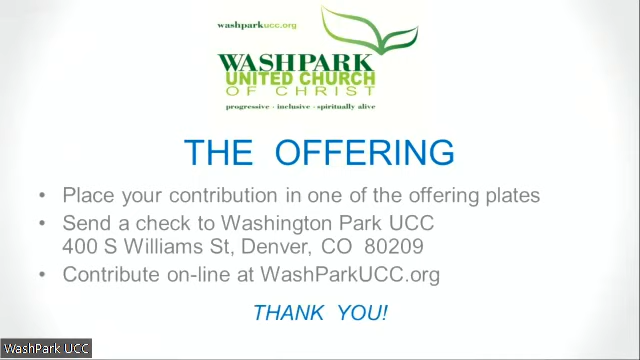 washparkucc.org
WASHPARK
UNITED CHURCH
OF CHRIST
progressive - inclusive - spiritually alive
THE OFFERING
• Place your contribution in one of the offering plates
• Send a check to Washington Park UCC
400 S Williams St, Denver, CO 80209
• Contribute on-line at WashParkUCC.org
THANK YOU!
WashPark UCC